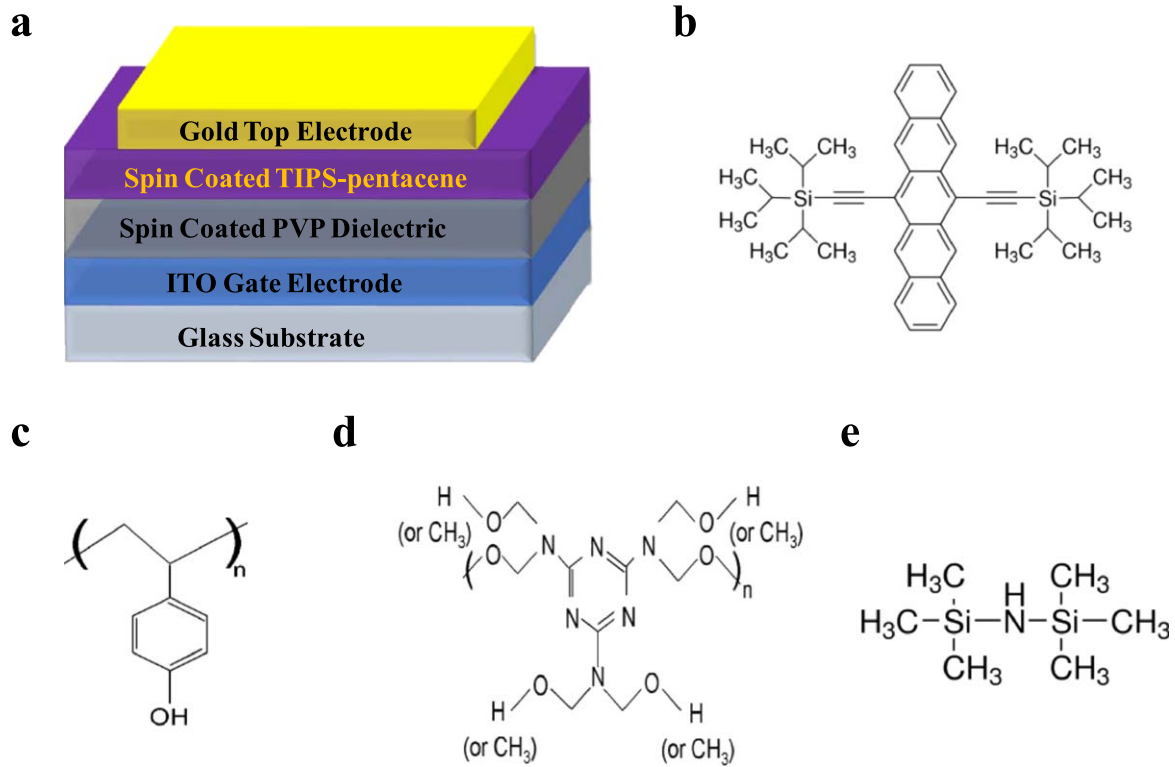 a
Gold Top Electrode
Spin Coated TIPS-pentacene
Spin Coated PVP Dielectric
ITO Gate Electrode
Glass Substrate
b
CH₃ CH₃
H₃C CH₃ H₃C CH₃
H₃C Si Si CH₃
H₃C CH₃
H₃C CH₃ H₃C CH₃
c
( ) n
OH
d
H H
(or CH₃) O O (or CH₃)
N N N
( O O ) n
N N
N
O O
H H
(or CH₃) (or CH₃)
e
H₃C H CH₃
H₃C Si N Si CH₃
CH₃ CH₃